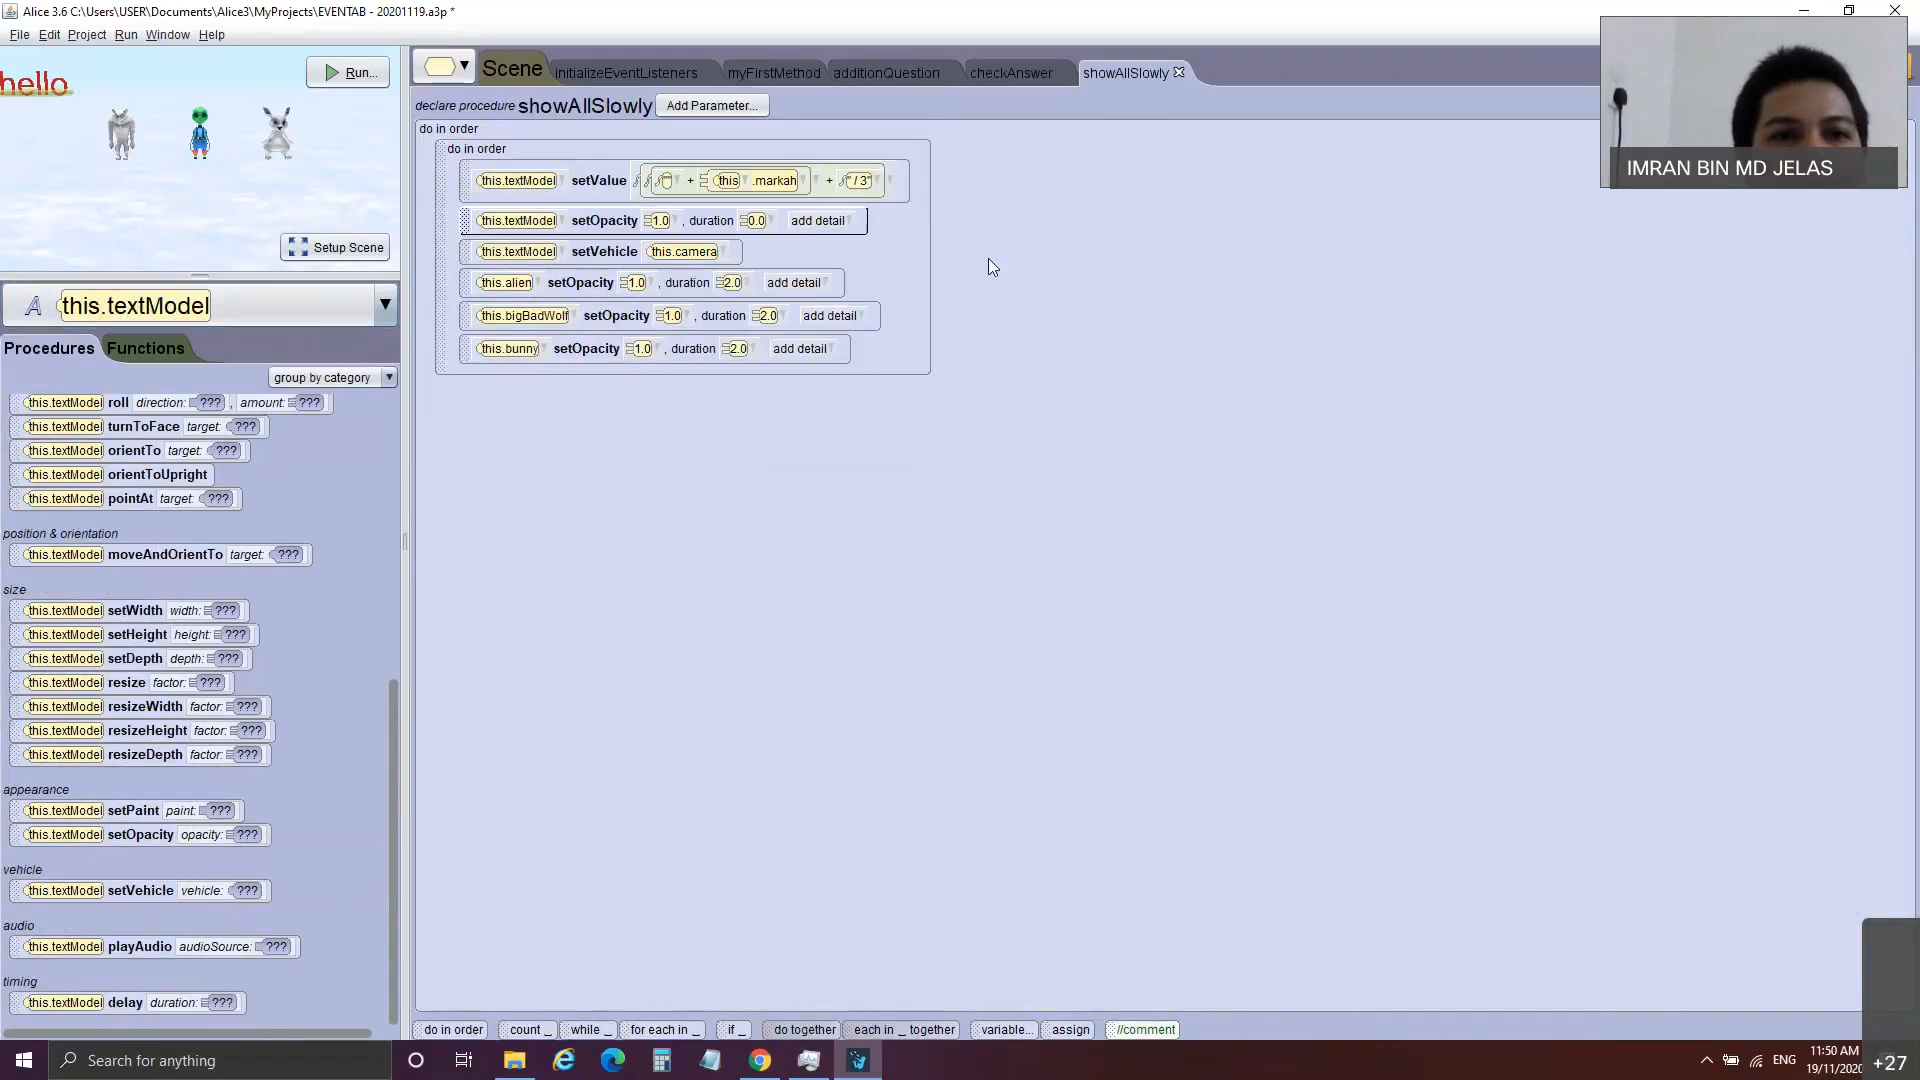 Alice 3.6 C:\Users\USER\Documents\Alice3\MyProjects\EVENTAB - 20201119.a3p *
File Edit Project Run Window Help
hello
Run...
Setup Scene
this.textModel
Procedures Functions
group by category
this.textModel roll direction: ??? , amount: ???
this.textModel turnToFace target: ???
this.textModel orientTo target: ???
this.textModel orientToUpright
this.textModel pointAt target: ???
position & orientation
this.textModel moveAndOrientTo target: ???
size
this.textModel setWidth width: ???
this.textModel setHeight height: ???
this.textModel setDepth depth: ???
this.textModel resize factor: ???
this.textModel resizeWidth factor: ???
this.textModel resizeHeight factor: ???
this.textModel resizeDepth factor: ???
appearance
this.textModel setPaint paint: ???
this.textModel setOpacity opacity: ???
vehicle
this.textModel setVehicle vehicle: ???
audio
this.textModel playAudio audioSource: ???
timing
this.textModel delay duration: ???
Scene initializeEventListeners myFirstMethod additionQuestion checkAnswer showAllSlowly
declare procedure showAllSlowly Add Parameter...
do in order
do in order
this.textModel setValue "" + this .markah + " / 3"
this.textModel setOpacity 1.0 , duration 0.0 add detail
this.textModel setVehicle this.camera
this.alien setOpacity 1.0 , duration 2.0 add detail
this.bigBadWolf setOpacity 1.0 , duration 2.0 add detail
this.bunny setOpacity 1.0 , duration 2.0 add detail
do in order count _ while _ for each in _ if _ do together each in _ together variable... assign //comment
IMRAN BIN MD JELAS
Search for anything
ENG
11:50 AM
19/11/2020
+27